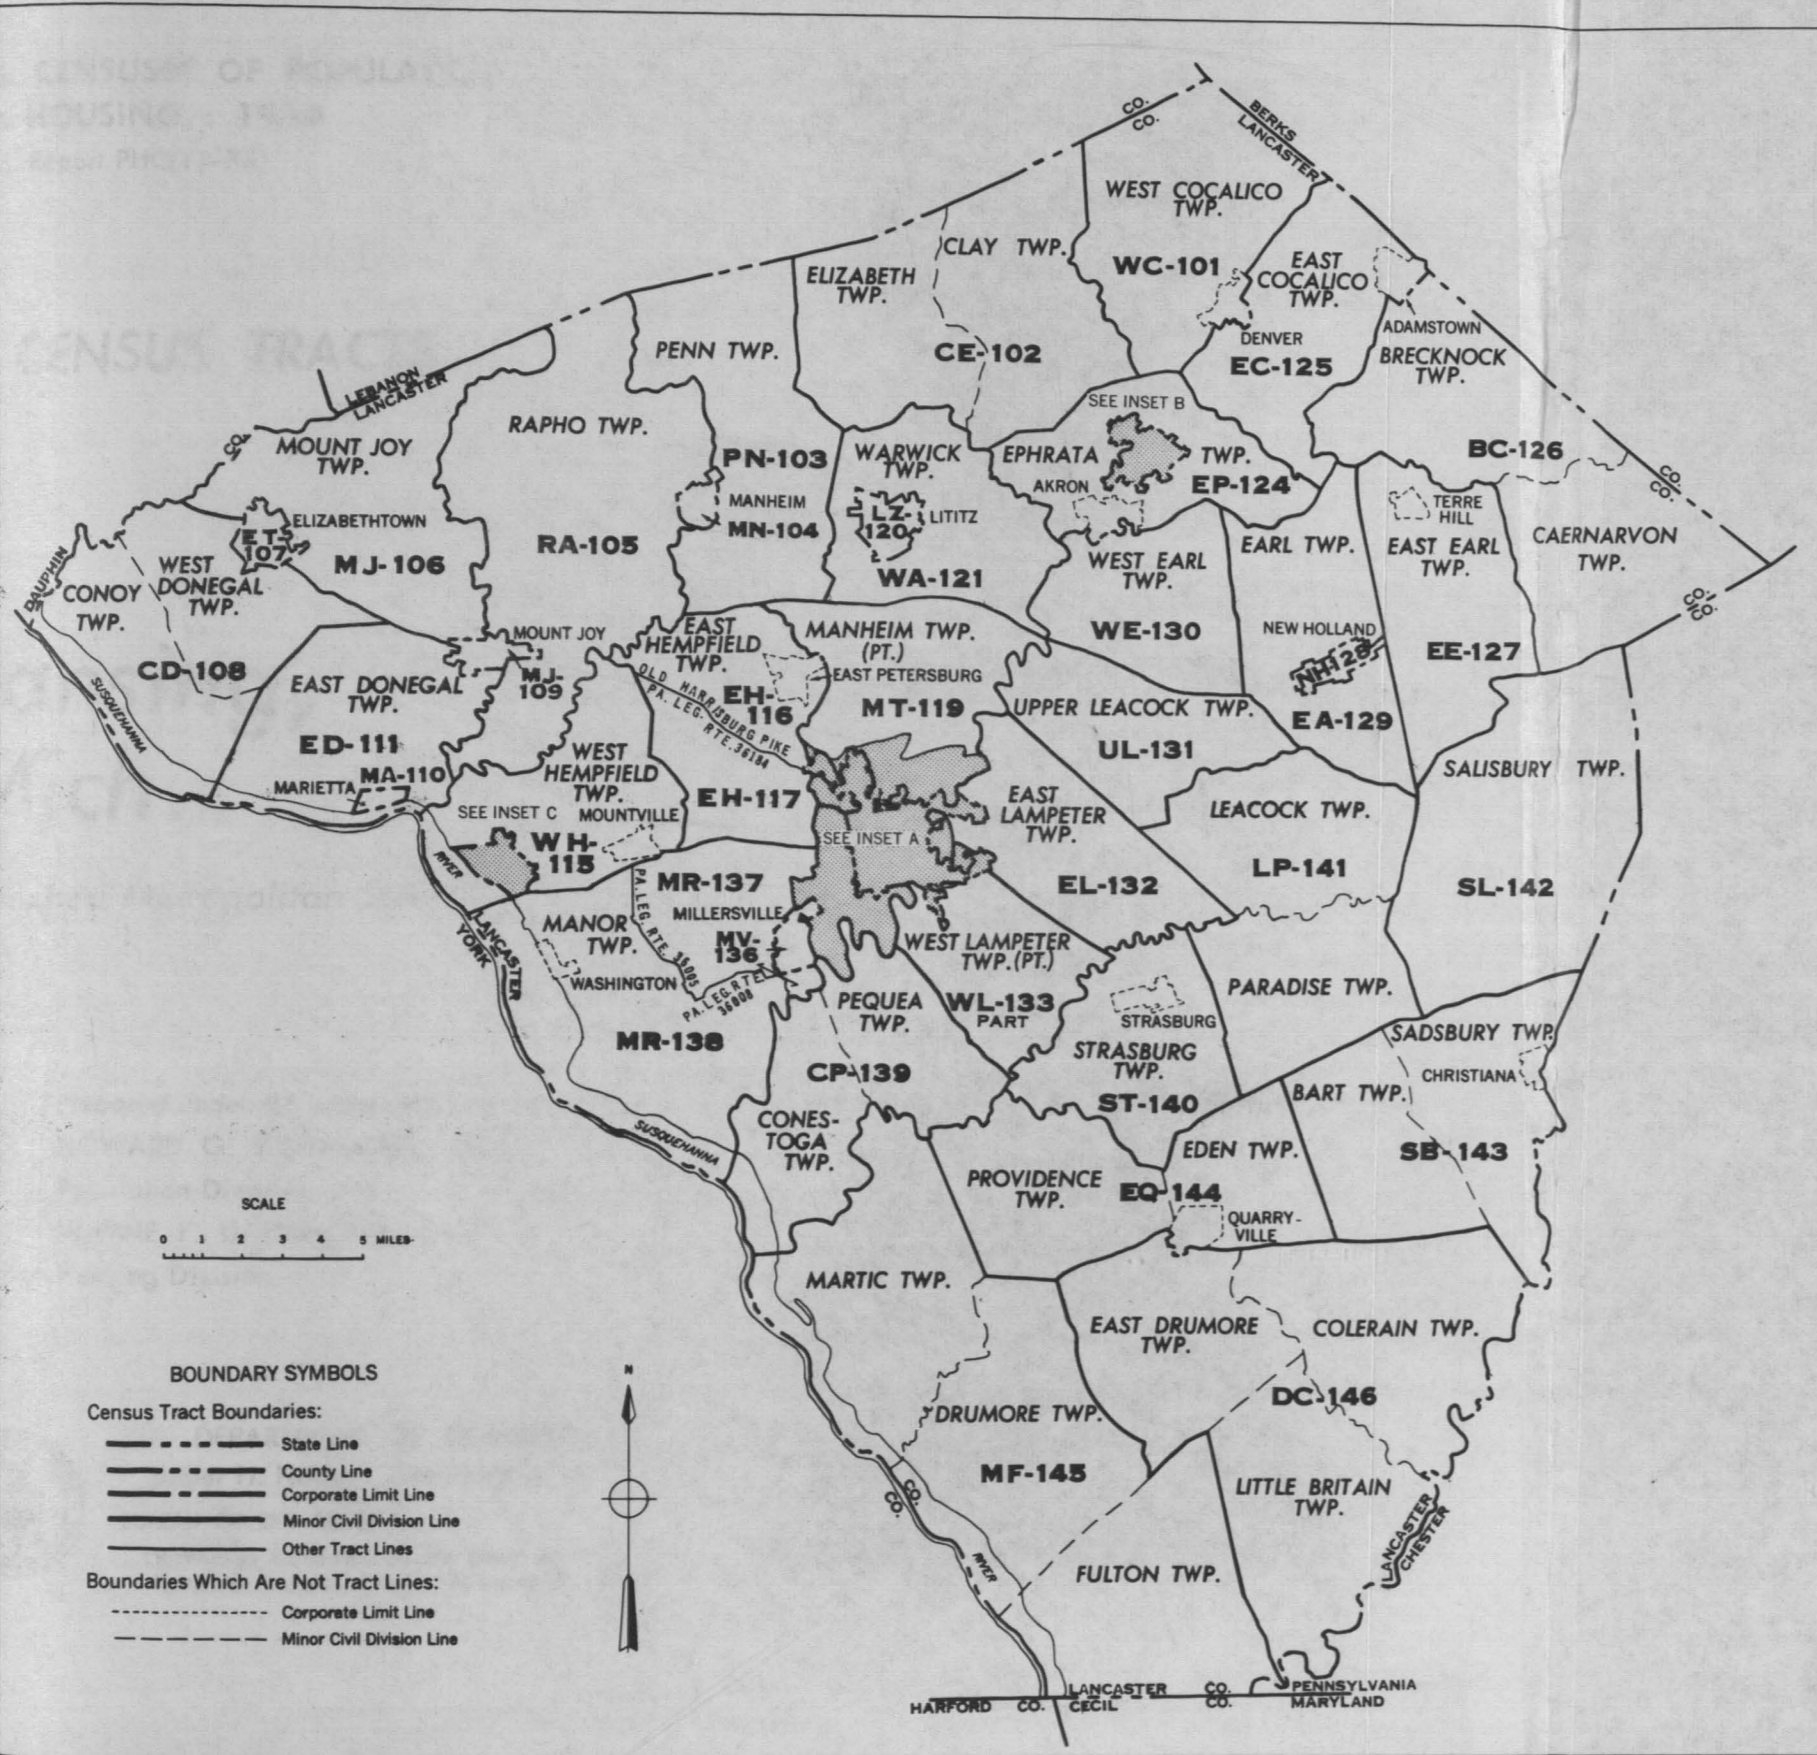 CENSUS OF POPULA
HOUSING : 19
CENSUS TRACT
CO.
CO.
BERKS
LANCASTER
WEST COCALICO
TWP.
WC-101
CLAY TWP.
ELIZABETH
TWP.
EAST
COCALICO
TWP.
ADAMSTOWN
DENVER
EC-125
BRECKNOCK
TWP.
PENN TWP.
CE-102
LEBANON
LANCASTER
SEE INSET B
CO.
CO.
MOUNT JOY
TWP.
RAPHO TWP.
PN-103
WARWICK
TWP.
EPHRATA
TWP.
AKRON
EP-124
BC-126
CO.
CO.
MANHEIM
MN-104
LZ-
120
LITITZ
TERRE
HILL
ELIZABETHTOWN
ET-
107
MJ-106
RA-105
WA-121
WEST EARL
TWP.
EARL TWP.
EAST EARL
TWP.
CAERNARVON
TWP.
DAUPHIN
CONOY
TWP.
WEST
DONEGAL
TWP.
CO.
CO.
MOUNT JOY
EAST
HEMPFIELD
TWP.
MANHEIM TWP.
(PT.)
WE-130
NEW HOLLAND
NH128
EE-127
CD-108
SUSQUEHANNA
EAST DONEGAL
TWP.
MJ-
109
OLD HARRISBURG PIKE
PA. LEG. RTE. 36184
EAST PETERSBURG
EH-
116
MT-119
UPPER LEACOCK TWP.
EA-129
ED-111
UL-131
WEST
HEMPFIELD
TWP.
MARIETTA
MA-110
SALISBURY TWP.
EH-117
EAST
LAMPETER
TWP.
LEACOCK TWP.
SEE INSET C
MOUNTVILLE
WH-
115
SEE INSET A
RIVER
MR-137
LP-141
EL-132
SL-142
LANCASTER
YORK
MANOR
TWP.
PA. LEG. RTE. 36005
MILLERSVILLE
MV-
136
WEST LAMPETER
TWP.(PT.)
WASHINGTON
PA. LEG. RTE.
36008
PEQUEA
TWP.
WL-133
PART
STRASBURG
PARADISE TWP.
MR-138
STRASBURG
TWP.
SADSBURY TWP.
CP-139
ST-140
CHRISTIANA
BART TWP.
SUSQUEHANNA
CONES-
TOGA
TWP.
EDEN TWP.
SB-143
PROVIDENCE
TWP.
EQ-144
QUARRY-
VILLE
SCALE
0 1 2 3 4 5 MILES
MARTIC TWP.
EAST DRUMORE
TWP.
COLERAIN TWP.
DC-146
DRUMORE TWP.
MF-145
LITTLE BRITAIN
TWP.
CO.
CO.
RIVER
FULTON TWP.
LANCASTER
CHESTER
BOUNDARY SYMBOLS
Census Tract Boundaries:
State Line
County Line
Corporate Limit Line
Minor Civil Division Line
Other Tract Lines
Boundaries Which Are Not Tract Lines:
Corporate Limit Line
Minor Civil Division Line
N
LANCASTER CO.
HARFORD CO. CECIL CO.
PENNSYLVANIA
MARYLAND